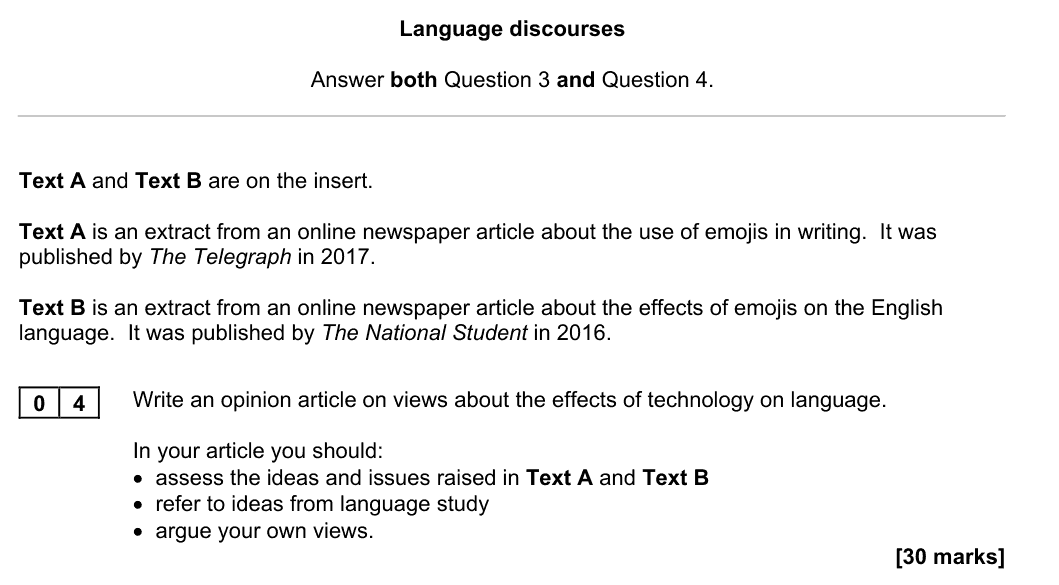 Language discourses
Answer both Question 3 and Question 4.
Text A and Text B are on the insert.
Text A is an extract from an online newspaper article about the use of emojis in writing.  It was
published by The Telegraph in 2017.
Text B is an extract from an online newspaper article about the effects of emojis on the English
language.  It was published by The National Student in 2016.
0 4 Write an opinion article on views about the effects of technology on language.
In your article you should:
• assess the ideas and issues raised in Text A and Text B
• refer to ideas from language study
• argue your own views.
[30 marks]